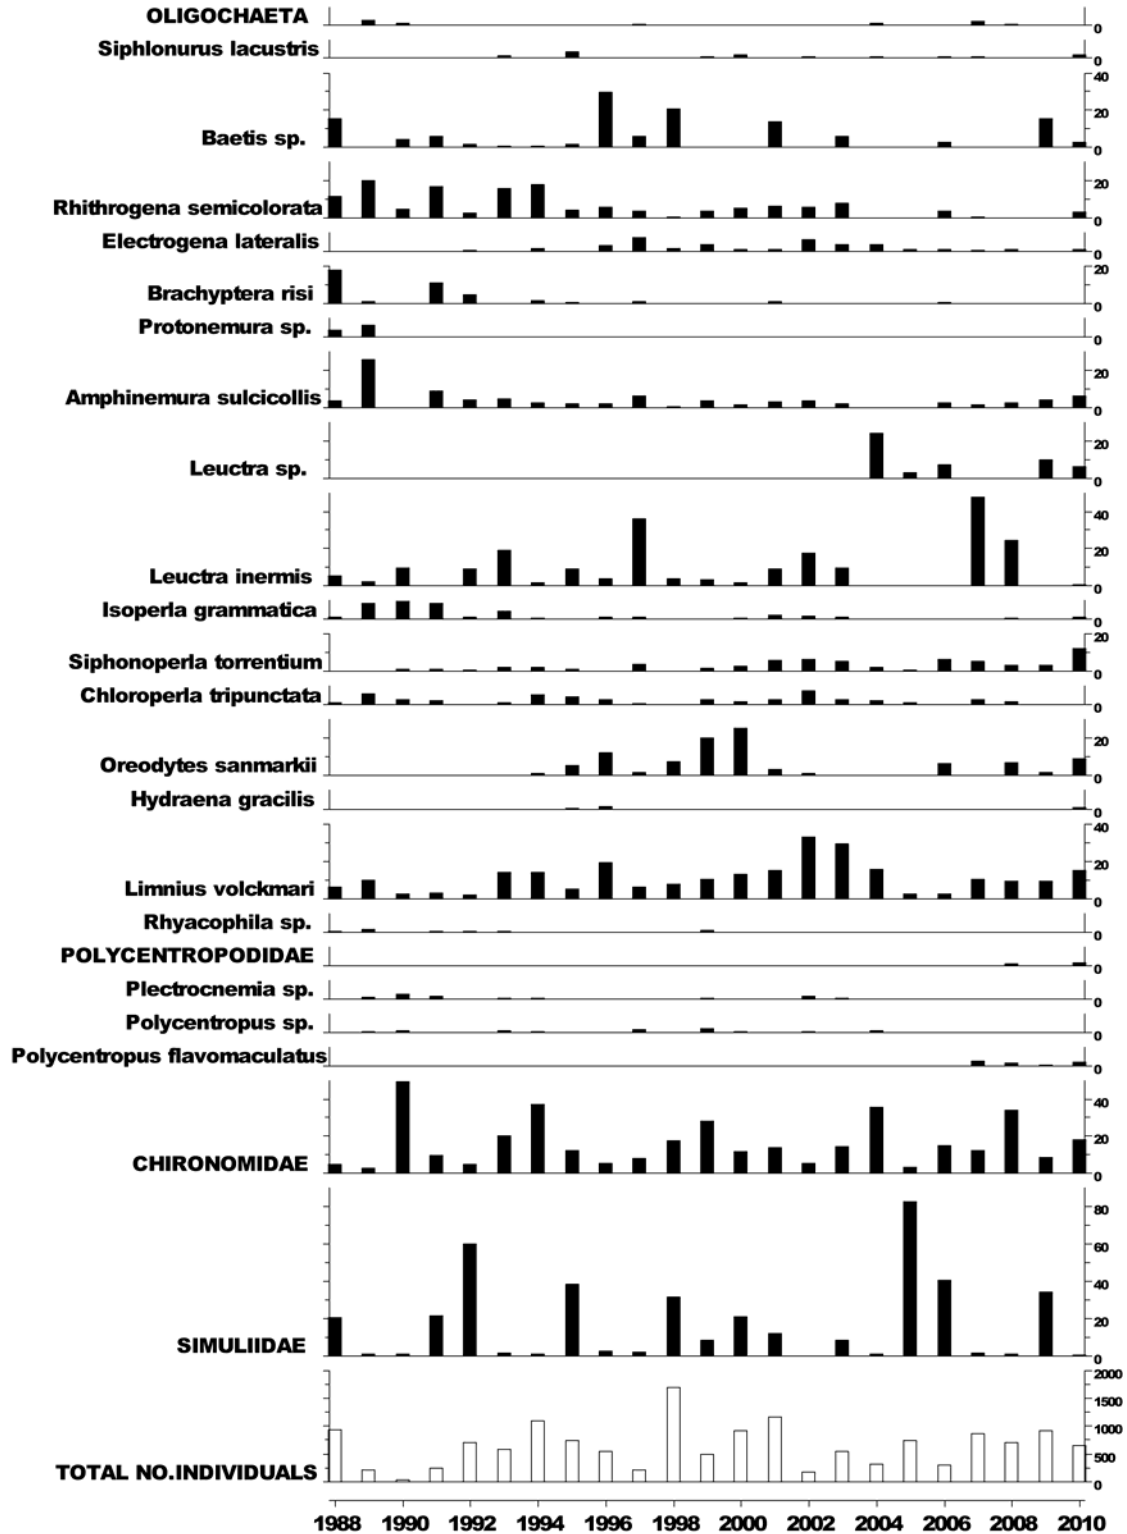 OLIGOCHAETA
0
Siphlonurus lacustris
0
40
20
Baetis sp.
0
20
Rhithrogena semicolorata
0
Electrogena lateralis
0
20
Brachyptera risi
0
Protonemura sp.
0
20
Amphinemura sulcicollis
0
20
Leuctra sp.
0
40
20
Leuctra inermis
0
Isoperla grammatica
0
20
Siphonoperla torrentium
0
Chloroperla tripunctata
0
20
Oreodytes sanmarkii
0
Hydraena gracilis
0
40
20
Limnius volckmari
0
Rhyacophila sp.
0
POLYCENTROPODIDAE
0
Plectrocnemia sp.
0
Polycentropus sp.
0
Polycentropus flavomaculatus
0
40
20
CHIRONOMIDAE
0
80
60
40
20
SIMULIIDAE
0
2000
1500
1000
500
TOTAL NO.INDIVIDUALS
0
1988 1990 1992 1994 1996 1998 2000 2002 2004 2006 2008 2010